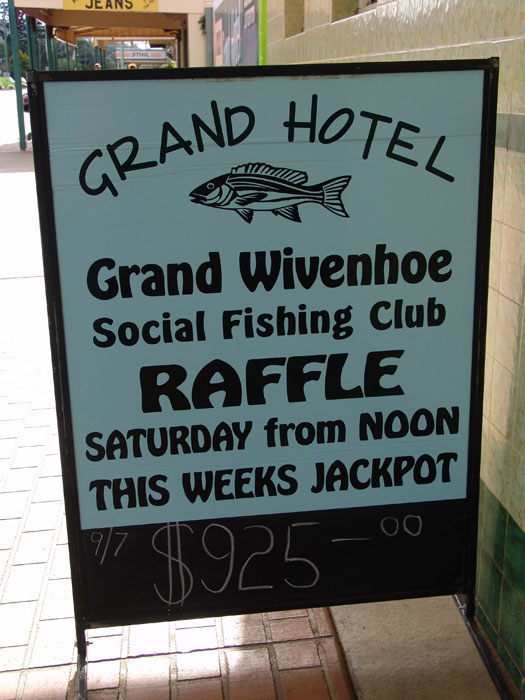 JEANS
STIHL
GRAND HOTEL
Grand Wivenhoe
Social Fishing Club
RAFFLE
SATURDAY from NOON
THIS WEEKS JACKPOT
9/7 $925-00